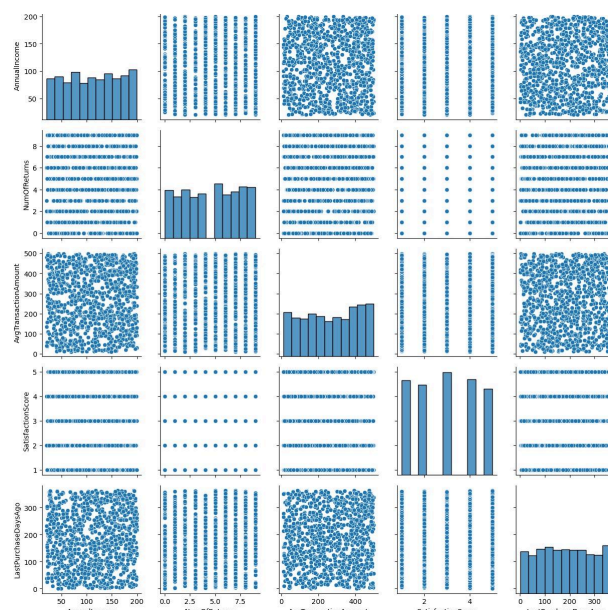 AnnualIncome
200
150
100
50
NumOfReturns
8
6
4
2
0
AvgTransactionAmount
500
400
300
200
100
0
SatisfactionScore
5
4
3
2
1
LastPurchaseDaysAgo
300
200
100
0
50 100 150 200
0.0 2.5 5.0 7.5
0 200 400
2 4
0 100 200 300